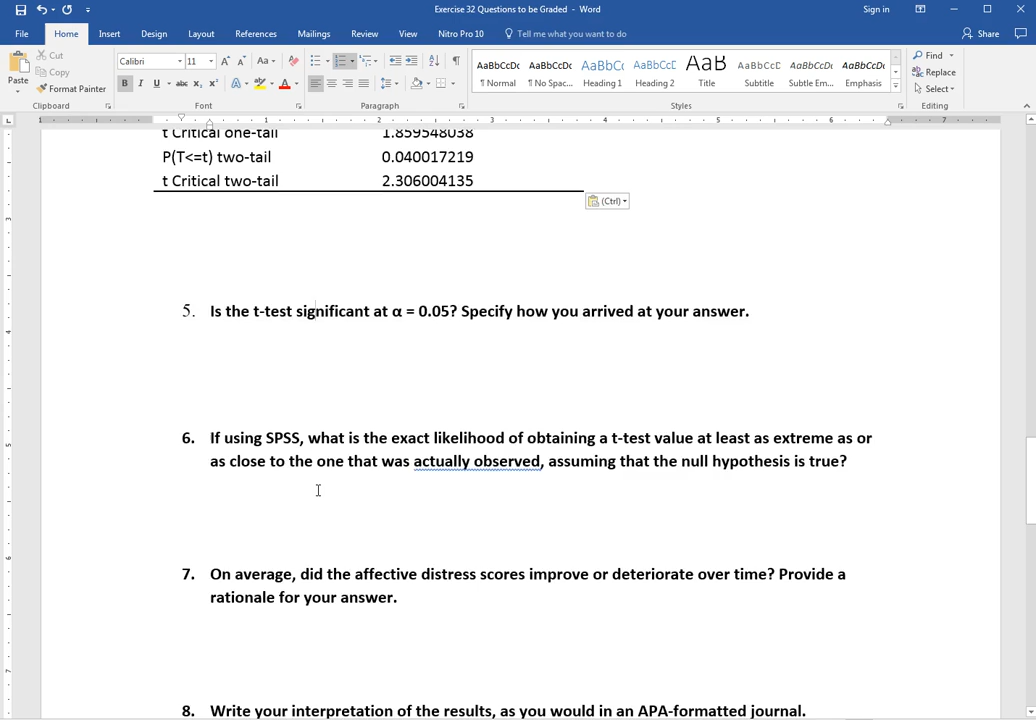 Exercise 32 Questions to be Graded - Word
Sign in
File Home Insert Design Layout References Mailings Review View Nitro Pro 10 Tell me what you want to do Share
Paste
Cut
Copy
Format Painter
Calibri 11
Find
Replace
Select
AaBbCcDc AaBbCcDc AaBbCc AaBbCcC AaB AaBbCcD AaBbCcDc AaBbCcDc
¶ Normal ¶ No Spac... Heading 1 Heading 2 Title Subtitle Subtle Em... Emphasis
Clipboard Font Paragraph Styles Editing
t Critical one-tail 1.859548038
P(T<=t) two-tail 0.040017219
t Critical two-tail 2.306004135
(Ctrl)
5. Is the t-test significant at α = 0.05? Specify how you arrived at your answer.
6. If using SPSS, what is the exact likelihood of obtaining a t-test value at least as extreme as or
as close to the one that was actually observed, assuming that the null hypothesis is true?
7. On average, did the affective distress scores improve or deteriorate over time? Provide a
rationale for your answer.
8. Write your interpretation of the results, as you would in an APA-formatted journal.